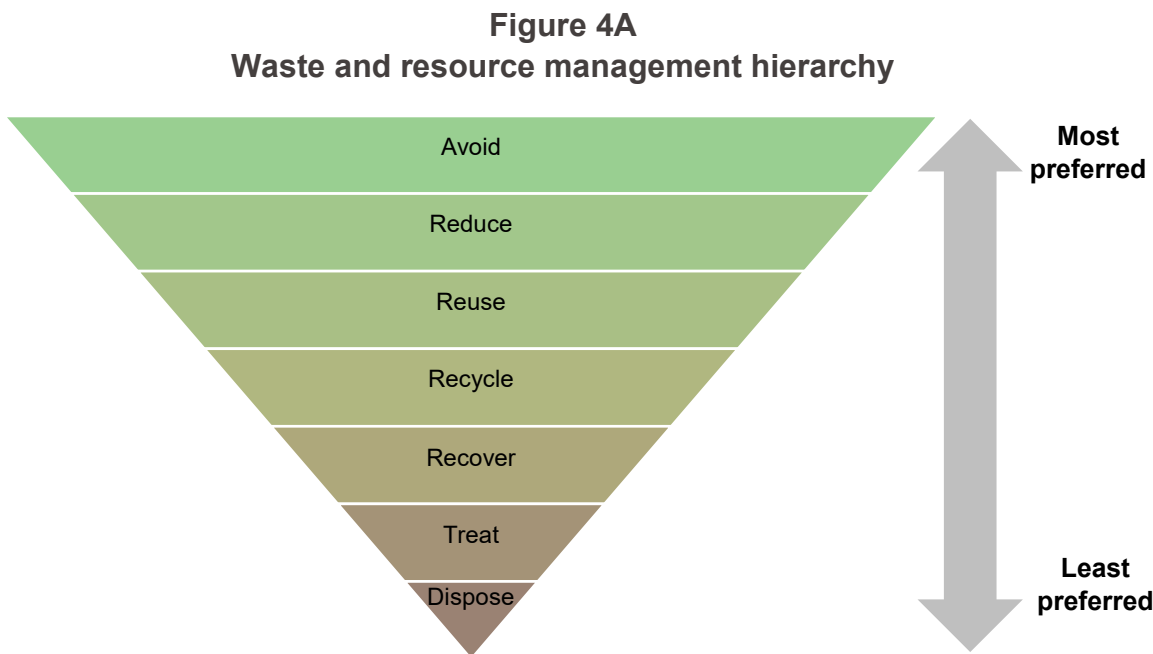 Figure 4A
Waste and resource management hierarchy
Avoid
Most
preferred
Reduce
Reuse
Recycle
Recover
Treat
Dispose
Least
preferred